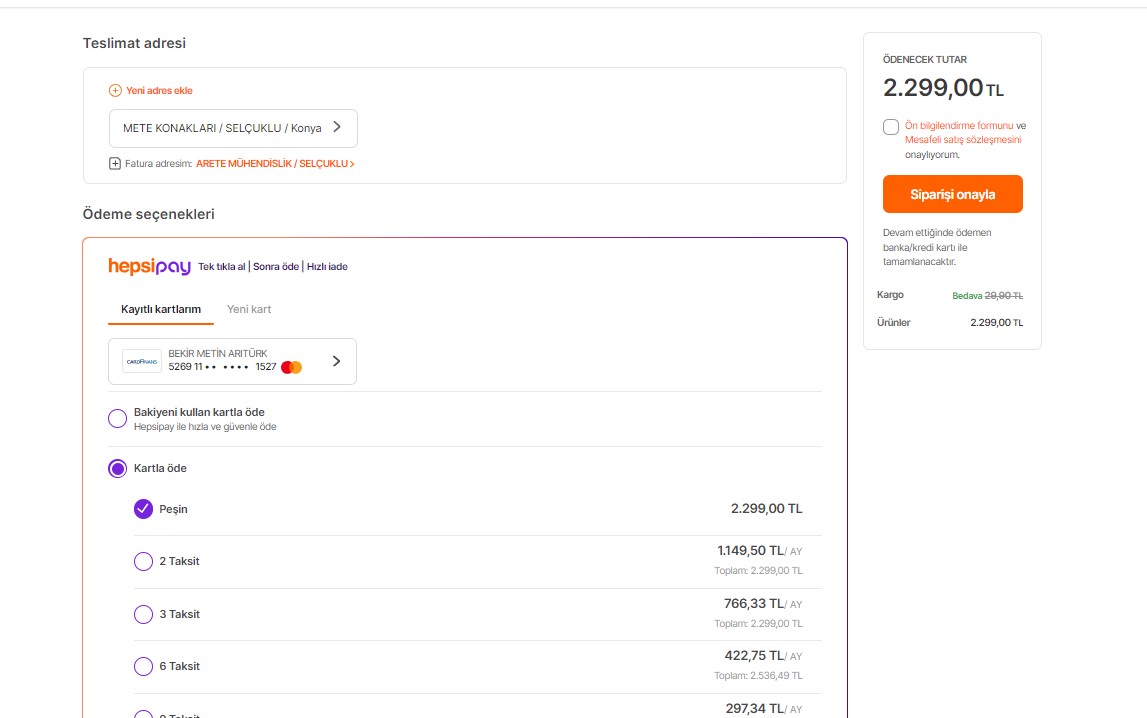 Teslimat adresi
Yeni adres ekle
METE KONAKLARI / SELÇUKLU / Konya
Fatura adresim: ARETE MÜHENDİSLİK / SELÇUKLU
Ödeme seçenekleri
hepsipay Tek tıkla al | Sonra öde | Hızlı öde
Kayıtlı kartlarım Yeni kart
CARDFINANS
BEKİR METİN ARITÜRK
5269 11•• •••• 1527
Bakiyeni kullan kartla öde
Hepsipay ile hızla ve güvenle öde
Kartla öde
Peşin 2.299,00 TL
2 Taksit 1.149,50 TL/ AY
Toplam: 2.299,00 TL
3 Taksit 766,33 TL/ AY
Toplam: 2.299,00 TL
6 Taksit 422,75 TL/ AY
Toplam: 2.536,49 TL
9 Taksit 297,34 TL/ AY
ÖDENECEK TUTAR
2.299,00 TL
Ön bilgilendirme formunu ve
Mesafeli satış sözleşmesini
onaylıyorum.
Siparişi onayla
Devam ettiğinde ödemen
banka/kredi kartı ile
tamamlanacaktır.
Kargo Bedava 29,90 TL
Ürünler 2.299,00 TL